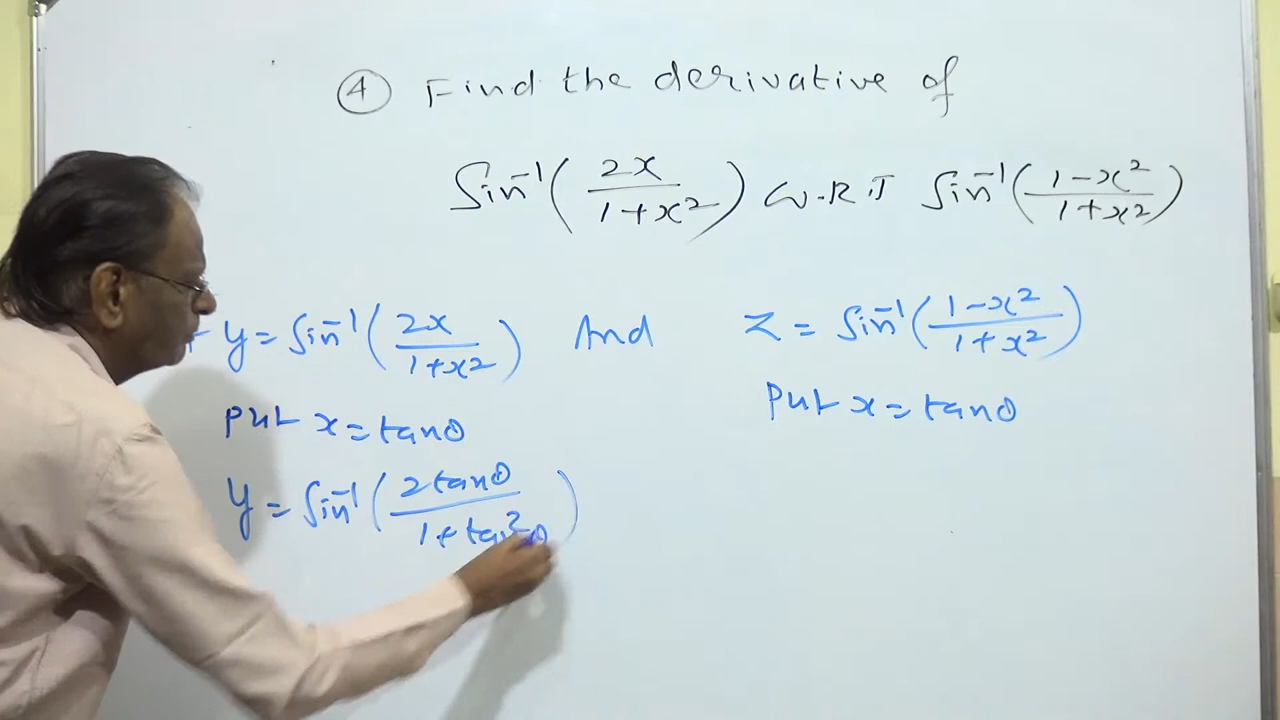 ④ Find the derivative of
Sin⁻¹(2x/1+x²) W.R.T Sin⁻¹(1-x²/1+x²)
y = Sin⁻¹(2x/1+x²) And z = Sin⁻¹(1-x²/1+x²)
Put x = tanθ Put x = tanθ
y = Sin⁻¹(2tanθ/1+tan²θ)